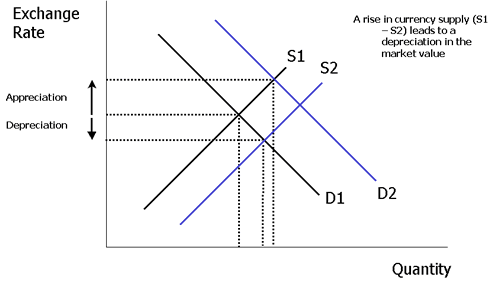 Exchange
Rate
A rise in currency supply (S1
– S2) leads to a
depreciation in the
market value
S1
S2
Appreciation
Depreciation
D1
D2
Quantity